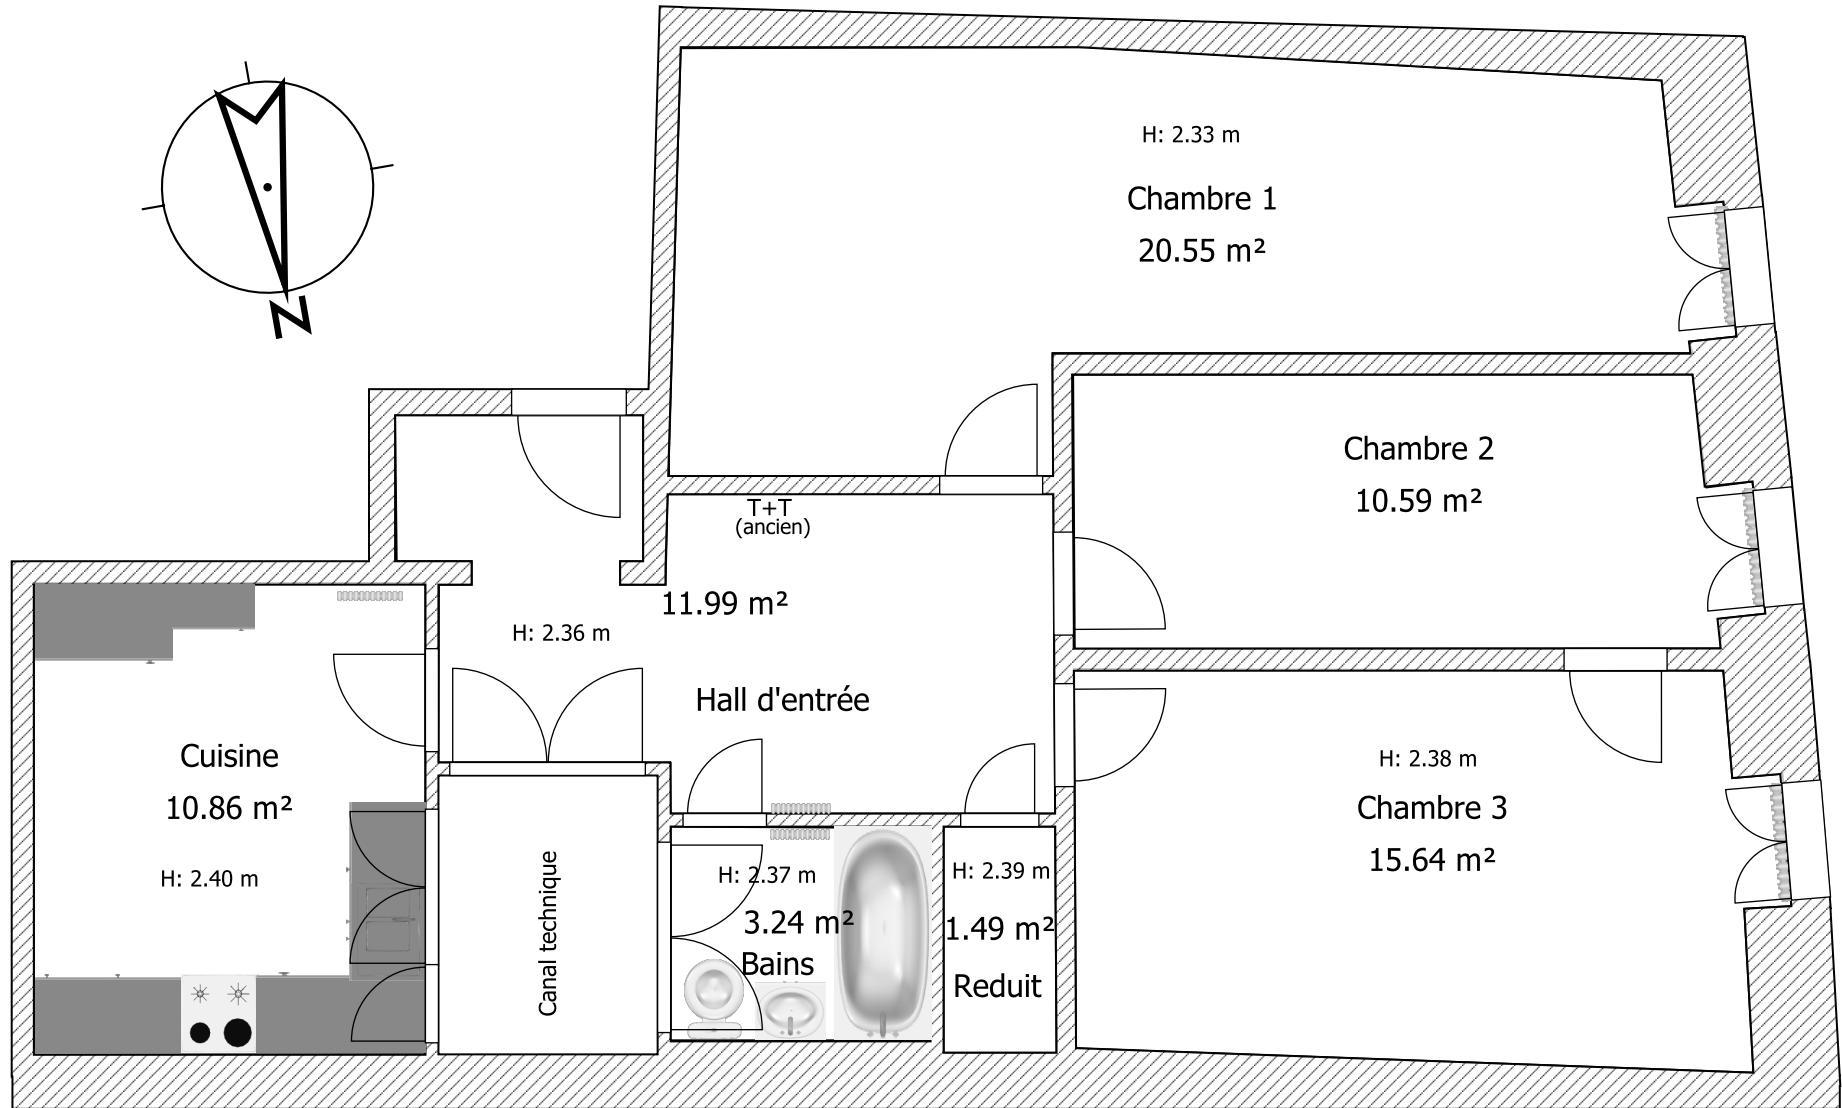 H: 2.33 m
Chambre 1
20.55 m²
N
Chambre 2
10.59 m²
T+T
(ancien)
11.99 m²
H: 2.36 m
Hall d'entrée
Cuisine
10.86 m²
H: 2.40 m
H: 2.38 m
Chambre 3
15.64 m²
Canal technique
H: 2.37 m
3.24 m²
Bains
H: 2.39 m
1.49 m²
Reduit